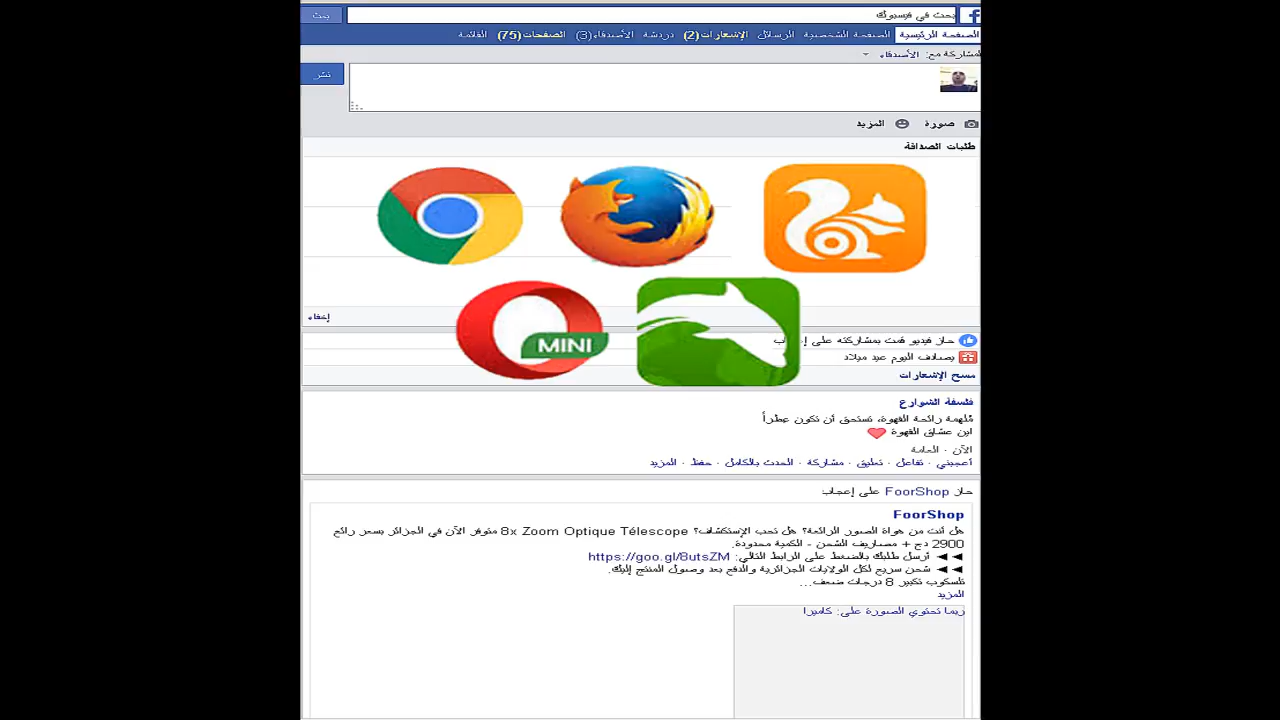 بحث في فيسبوك
بحث
الصفحة الرئيسية الصفحة الشخصية الرسائل الإشعارات(2) دردشة الأصدقاء(3) الصفحات(75) القائمة
مشاركة مع: الأصدقاء
نشر
صورة المزيد
طلبات الصداقة
إخفاء
MINI
حاز فيديو قمت بمشاركته على
يصادف اليوم عيد ميلاد
مسح الإشعارات
فلسفة الشوارع
مُلهمة رائحة القهوة، تستحق أن تكون عِطراً
اين عشاق القهوة ❤
الآن · العامة
أعجبني · تفاعل · تعليق · مشاركة · الحدث بالكامل · حفظ · المزيد
حاز FoorShop على إعجاب:
FoorShop
هل أنت من هواة الصور الرائعة؟ هل تحب الإستكشاف؟ 8x Zoom Optique Télescope متوفر الآن في الجزائر بسعر رائع
2900 دج + مصاريف الشحن - الكمية محدودة.
◄◄ أرسل طلبك بالضغط على الرابط التالي: https://goo.gl/8utsZM
◄◄ شحن سريع لكل الولايات الجزائرية والدفع بعد وصول المنتج إليك.
تلسكوب تكبير 8 درجات ضعف...
المزيد
ربما تحتوي الصورة على: كاميرا